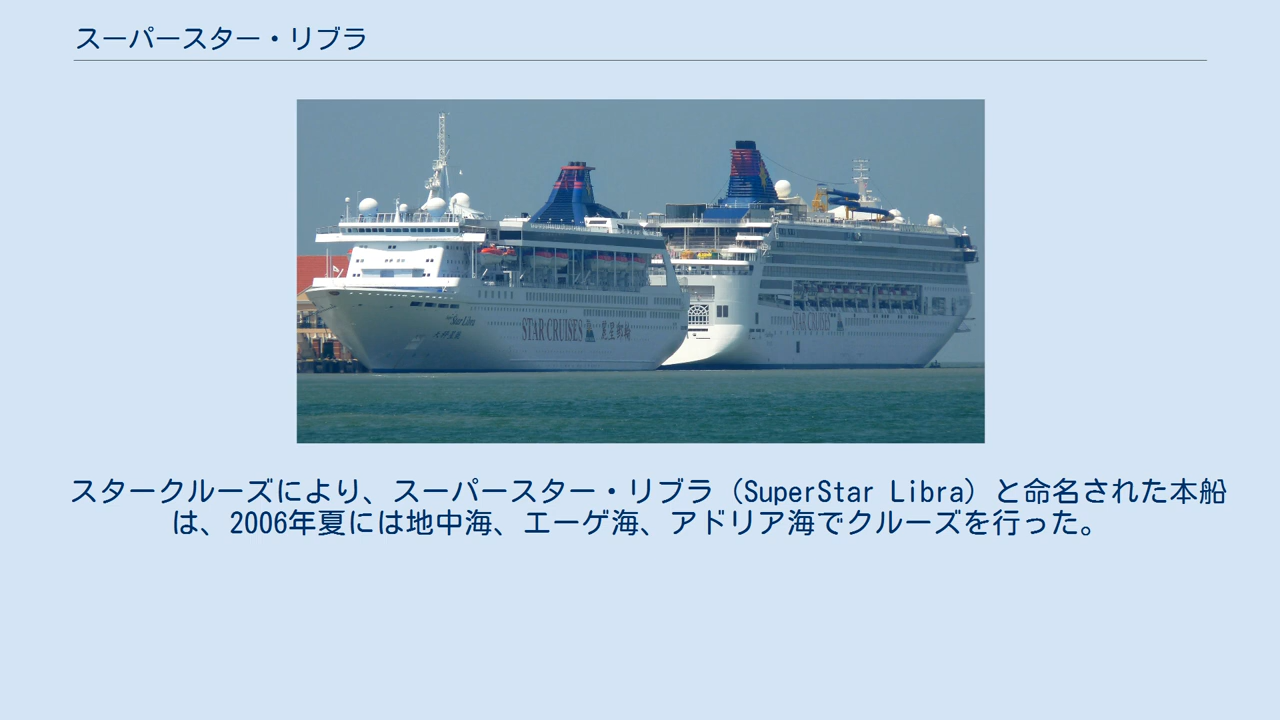 スーパースター・リブラ
STAR CRUISES
STAR CRUISES
スタークルーズにより、スーパースター・リブラ（SuperStar Libra）と命名された本船
は、2006年夏には地中海、エーゲ海、アドリア海でクルーズを行った。